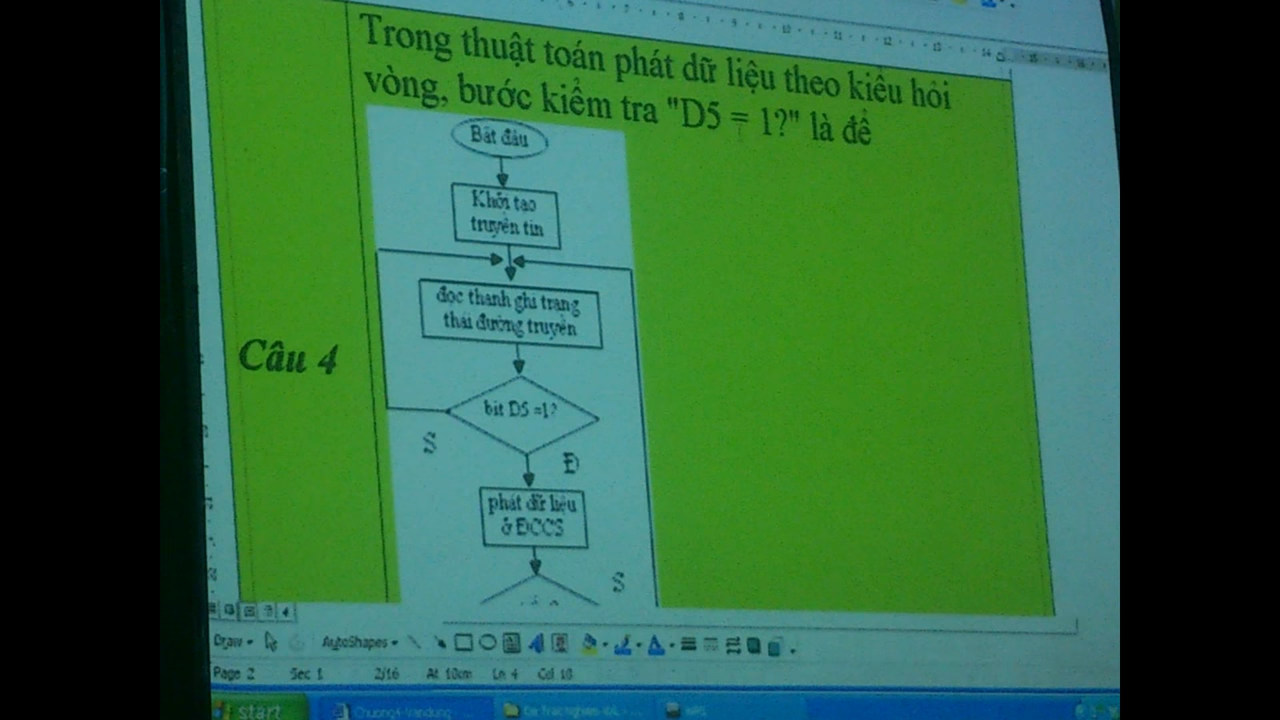 Trong thuật toán phát dữ liệu theo kiểu hỏi
vòng, bước kiểm tra "D5 = 1?" là để
Bắt đầu
Khởi tạo
truyền tin
đọc thanh ghi trạng
thái đường truyền
Câu 4
bit D5 =1?
S
Đ
phát dữ liệu
ở ĐCCS
S
Draw
AutoShapes
Page 2 Sec 1 2/16 At 10cm Ln 4 Col 18
start